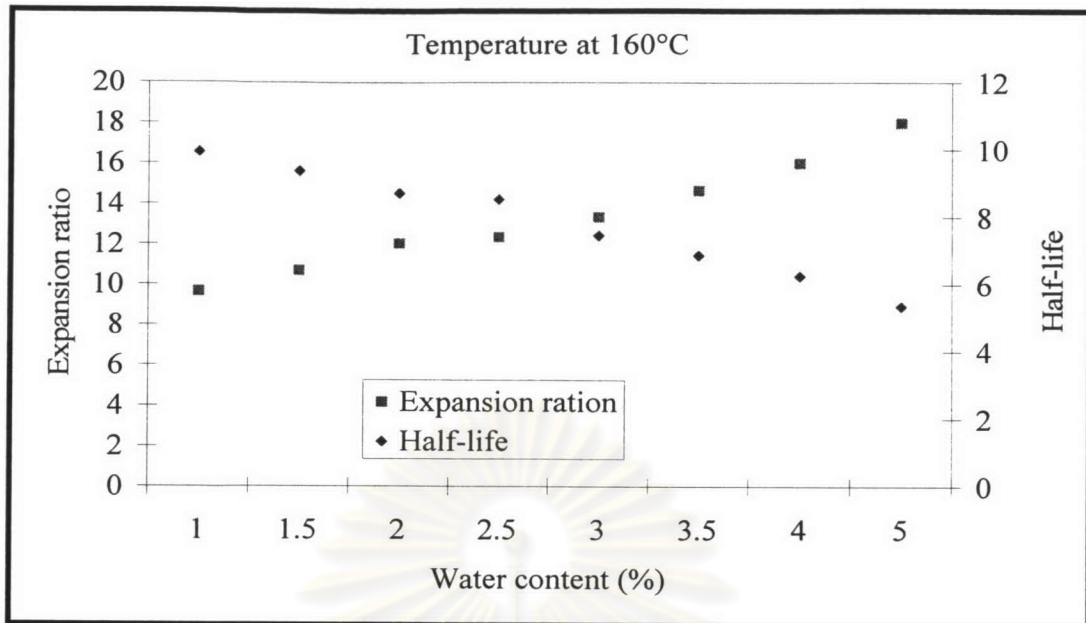 Temperature at 160°C
20
18
16
14
12
10
8
6
4
2
0
Expansion ratio
12
10
8
6
4
2
0
Half-life
Expansion ration
Half-life
1 1.5 2 2.5 3 3.5 4 5
Water content (%)